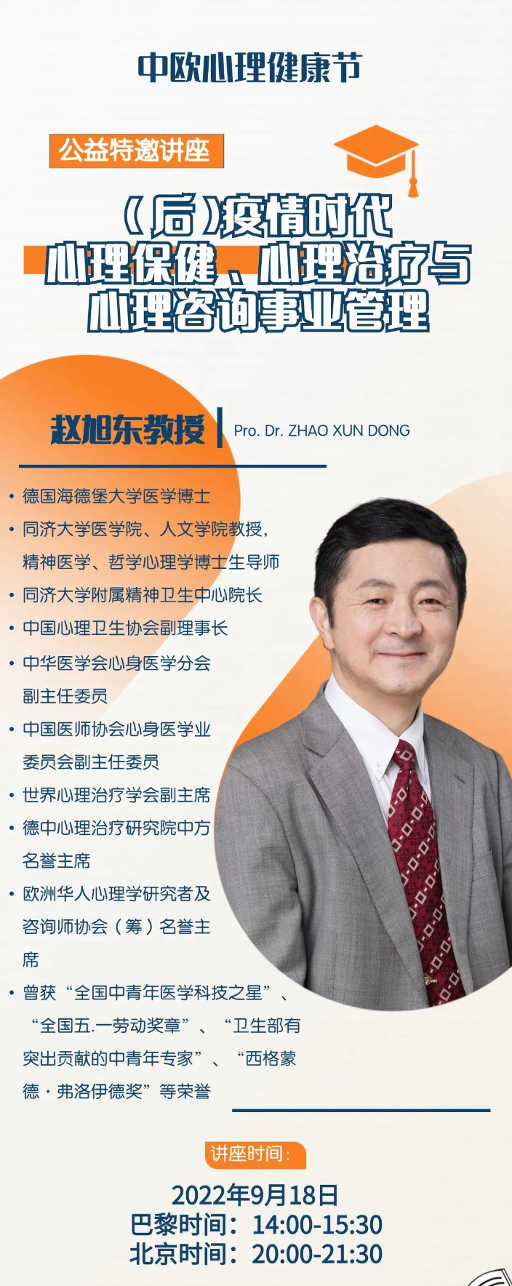 中欧心理健康节
公益特邀讲座
（后）疫情时代
心理保健、心理治疗与
心理咨询事业管理
赵旭东教授
Pro. Dr. ZHAO XUN DONG
• 德国海德堡大学医学博士
• 同济大学医学院、人文学院教授，
精神医学、哲学心理学博士生导师
• 同济大学附属精神卫生中心院长
• 中国心理卫生协会副理事长
• 中华医学会心身医学分会
副主任委员
• 中国医师协会心身医学业
委员会副主任委员
• 世界心理治疗学会副主席
• 德中心理治疗研究院中方
名誉主席
• 欧洲华人心理学研究者及
咨询师协会（筹）名誉主
席
• 曾获“全国中青年医学科技之星”、
“全国五.一劳动奖章”、“卫生部有
突出贡献的中青年专家”、“西格蒙
德·弗洛伊德奖”等荣誉
讲座时间：
2022年9月18日
巴黎时间：14:00-15:30
北京时间：20:00-21:30